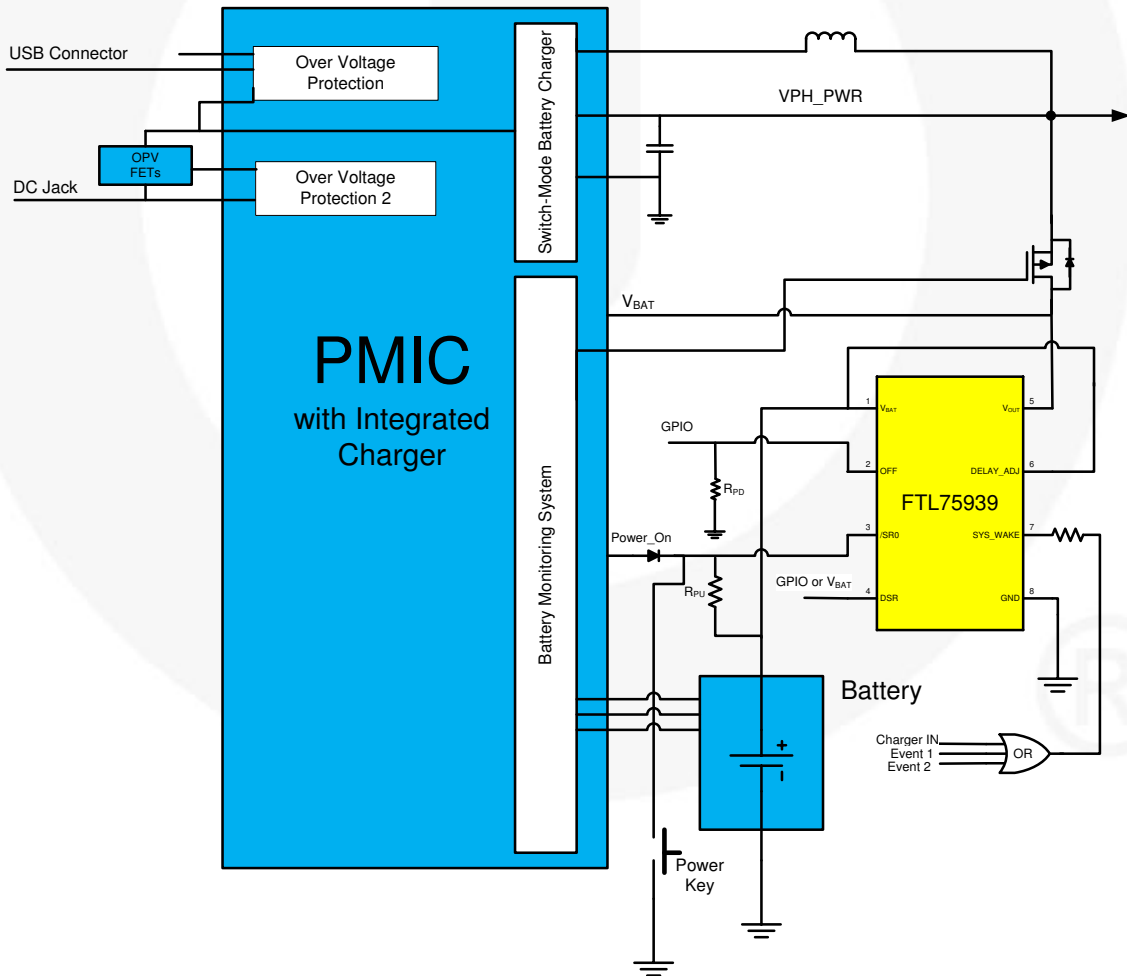 USB Connector
Over Voltage
Protection
OPV
FETs
DC Jack
Over Voltage
Protection 2
Switch-Mode Battery Charger
VPH_PWR
PMIC
with Integrated
Charger
Battery Monitoring System
VBAT
GPIO
RPD
Power_On
RPU
GPIO or VBAT
1
VBAT
2
OFF
3
/SR0
4
DSR
FTL75939
VOUT
5
DELAY_ADJ
6
SYS_WAKE
7
GND
8
Battery
+
-
Charger IN
Event 1
Event 2
OR
Power
Key
R